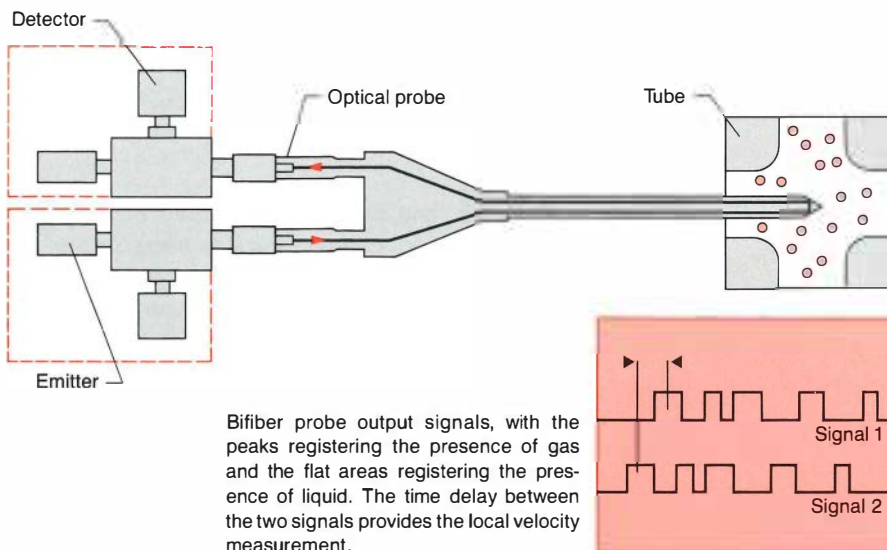 Detector
Optical probe
Tube
Emitter
Bifiber probe output signals, with the
peaks registering the presence of gas
and the flat areas registering the pres-
ence of liquid. The time delay between
the two signals provides the local velocity
measurement.
Signal 1
Signal 2